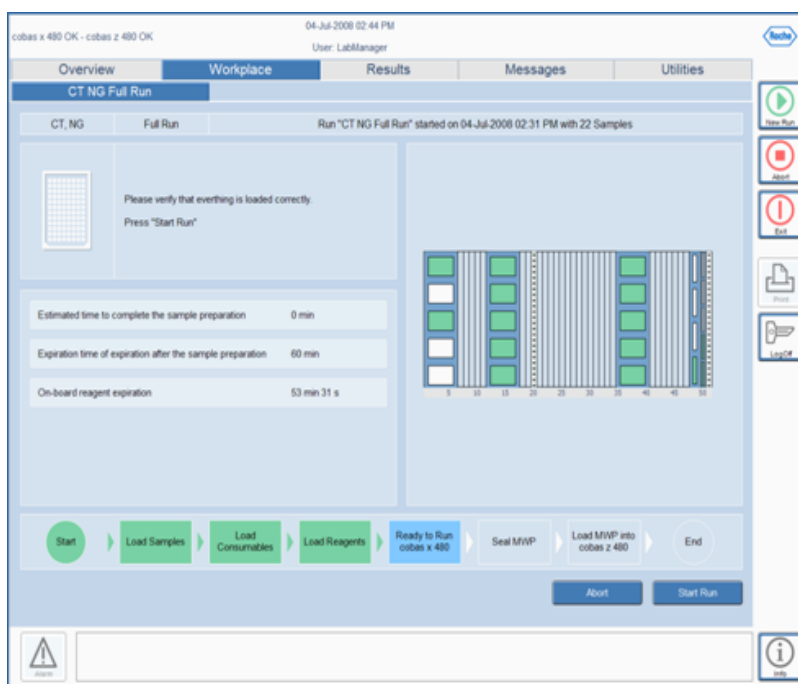 04-Jul-2008 02:44 PM
cobas x 480 OK - cobas z 480 OK
User: LabManager
Roche
Overview
Workplace
Results
Messages
Utilities
CT NG Full Run
CT, NG
Full Run
Run "CT NG Full Run" started on 04-Jul-2008 02:31 PM with 22 Samples
Please verify that everthing is loaded correctly.
Press "Start Run"
Estimated time to complete the sample preparation 0 min
Expiration time of expiration after the sample preparation 60 min
On-board reagent expiration 53 min 31 s
5 10 15 20 25 30 35 40 45 50
Start
Load Samples
Load
Consumables
Load Reagents
Ready to Run
cobas x 480
Seal MWP
Load MWP into
cobas z 480
End
Abort
Start Run
New Run
Abort
Exit
Print
LogOff
Alarm
Info